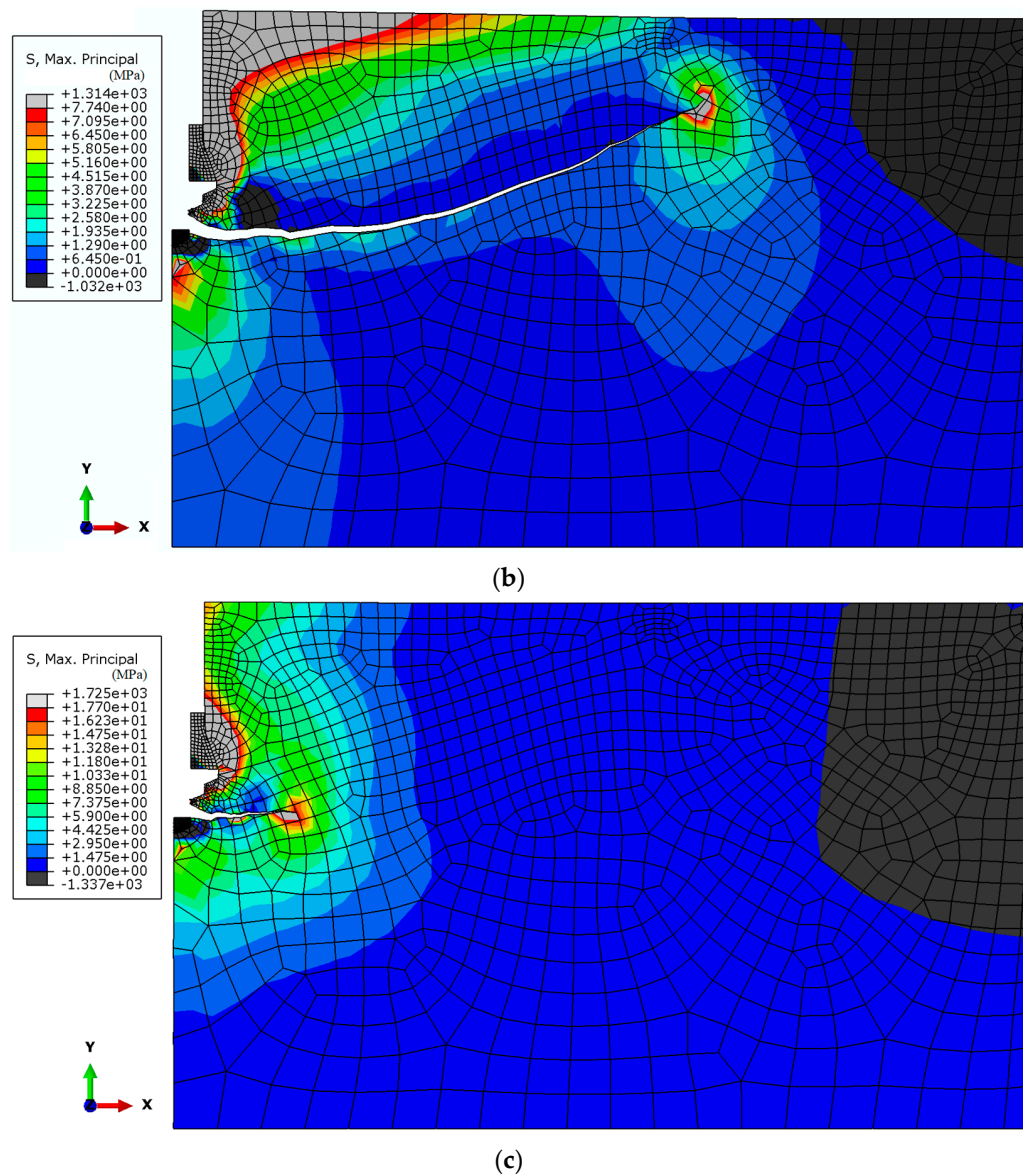 S, Max. Principal
(MPa)
+1.314e+03
+7.740e+00
+7.095e+00
+6.450e+00
+5.805e+00
+5.160e+00
+4.515e+00
+3.870e+00
+3.225e+00
+2.580e+00
+1.935e+00
+1.290e+00
+6.450e-01
+0.000e+00
-1.032e+03
Y
Z
X
(b)
S, Max. Principal
(MPa)
+1.725e+03
+1.770e+01
+1.623e+01
+1.475e+01
+1.328e+01
+1.180e+01
+1.033e+01
+8.850e+00
+7.375e+00
+5.900e+00
+4.425e+00
+2.950e+00
+1.475e+00
+0.000e+00
-1.337e+03
Y
Z
X
(c)